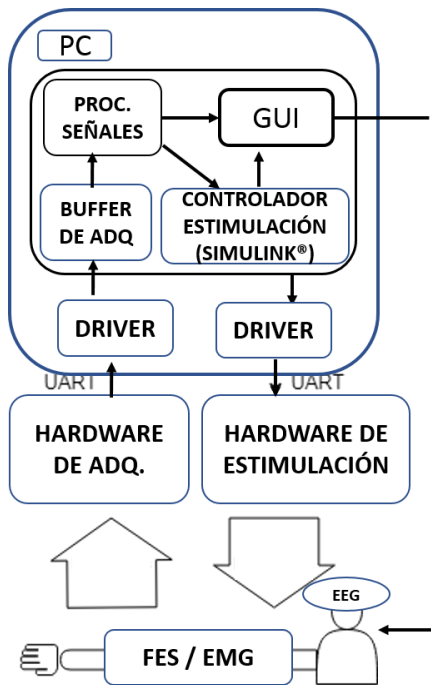 PC
PROC.
SEÑALES
GUI
BUFFER
DE ADQ
CONTROLADOR
ESTIMULACIÓN
(SIMULINK®)
DRIVER
DRIVER
UART
UART
HARDWARE
DE ADQ.
HARDWARE DE
ESTIMULACIÓN
EEG
FES / EMG